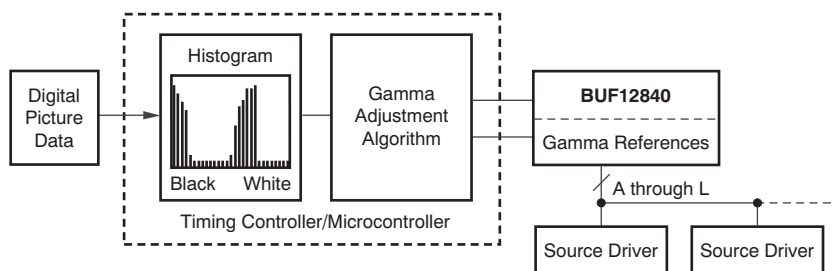 Digital
Picture
Data
Histogram
Black White
Gamma
Adjustment
Algorithm
Timing Controller/Microcontroller
BUF12840
Gamma References
A through L
Source Driver
Source Driver